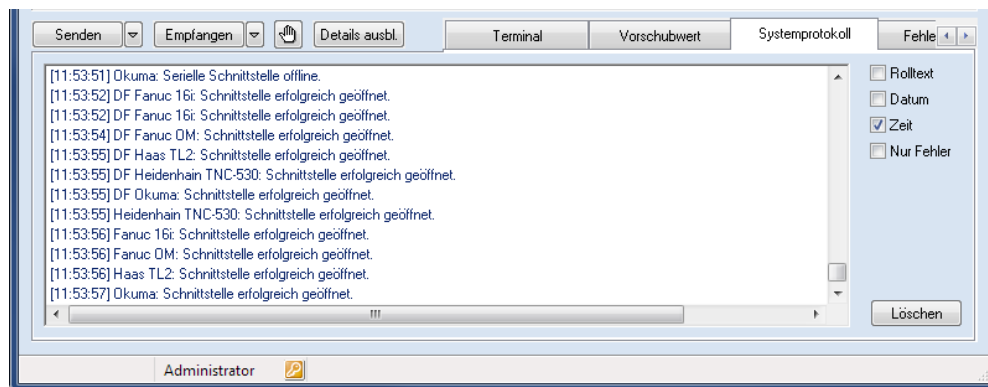 Senden Empfangen Details ausbl. Terminal Vorschubwert Systemprotokoll Fehle
[11:53:51] Okuma: Serielle Schnittstelle offline.
[11:53:52] DF Fanuc 16i: Schnittstelle erfolgreich geöffnet.
[11:53:52] DF Fanuc 16i: Schnittstelle erfolgreich geöffnet.
[11:53:54] DF Fanuc OM: Schnittstelle erfolgreich geöffnet.
[11:53:55] DF Haas TL2: Schnittstelle erfolgreich geöffnet.
[11:53:55] DF Heidenhain TNC-530: Schnittstelle erfolgreich geöffnet.
[11:53:55] DF Okuma: Schnittstelle erfolgreich geöffnet.
[11:53:55] Heidenhain TNC-530: Schnittstelle erfolgreich geöffnet.
[11:53:56] Fanuc 16i: Schnittstelle erfolgreich geöffnet.
[11:53:56] Fanuc OM: Schnittstelle erfolgreich geöffnet.
[11:53:56] Haas TL2: Schnittstelle erfolgreich geöffnet.
[11:53:57] Okuma: Schnittstelle erfolgreich geöffnet.
Rolltext
Datum
Zeit
Nur Fehler
Löschen
Administrator